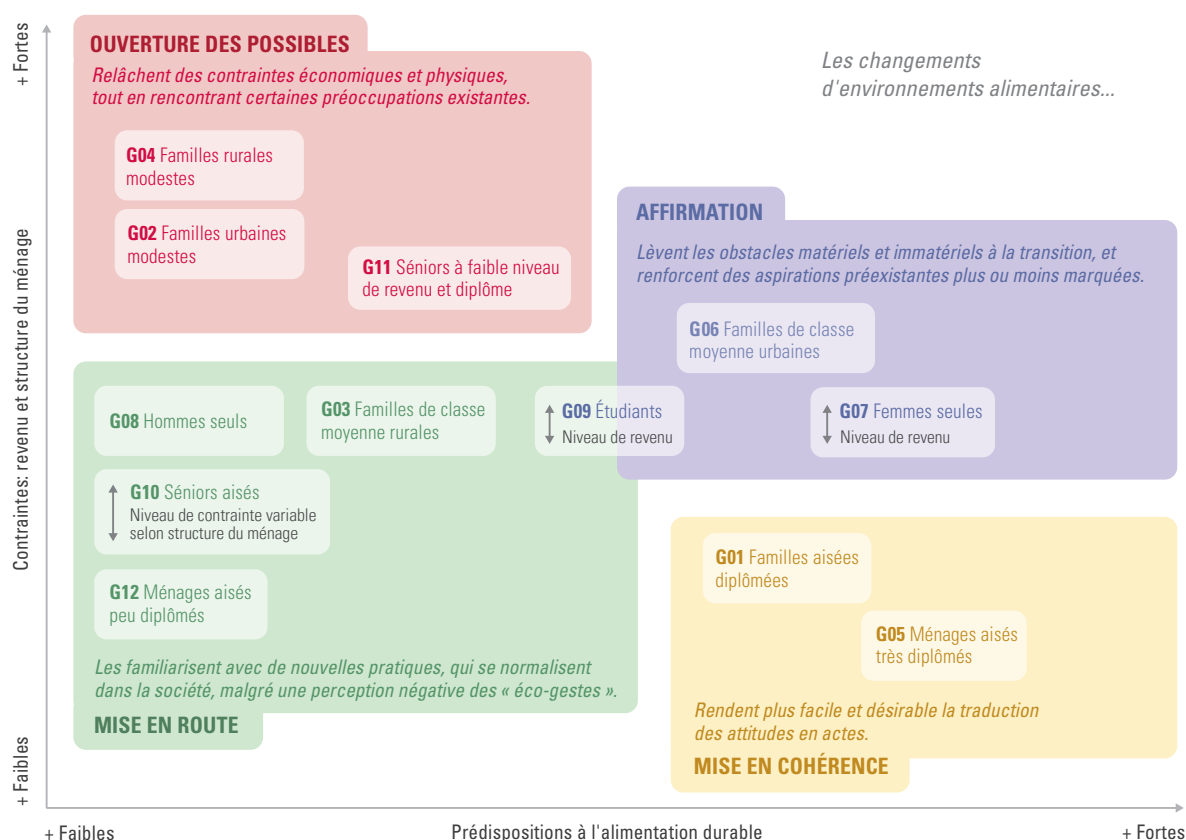 + Fortes
Contraintes: revenu et structure du ménage
+ Faibles
OUVERTURE DES POSSIBLES
Relâchent des contraintes économiques et physiques,
tout en rencontrant certaines préoccupations existantes.
G04 Familles rurales
modestes
G02 Familles urbaines
modestes
G11 Séniors à faible niveau
de revenu et diplôme
Les changements
d'environnements alimentaires...
AFFIRMATION
Lèvent les obstacles matériels et immatériels à la transition, et
renforcent des aspirations préexistantes plus ou moins marquées.
G06 Familles de classe
moyenne urbaines
G09 Étudiants
Niveau de revenu
G07 Femmes seules
Niveau de revenu
G08 Hommes seuls
G03 Familles de classe
moyenne rurales
G10 Séniors aisés
Niveau de contrainte variable
selon structure du ménage
G12 Ménages aisés
peu diplômés
Les familiarisent avec de nouvelles pratiques, qui se normalisent
dans la société, malgré une perception négative des « éco-gestes ».
MISE EN ROUTE
G01 Familles aisées
diplômées
G05 Ménages aisés
très diplômés
Rendent plus facile et désirable la traduction
des attitudes en actes.
MISE EN COHÉRENCE
+ Faibles
Prédispositions à l'alimentation durable
+ Fortes